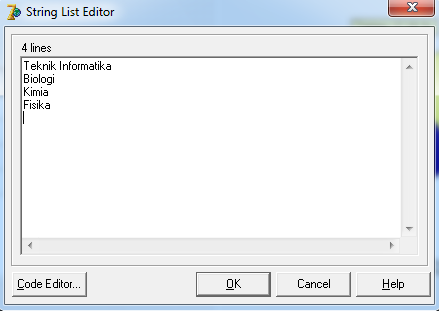 String List Editor
4 lines
Teknik Informatika
Biologi
Kimia
Fisika
Code Editor...
OK
Cancel
Help